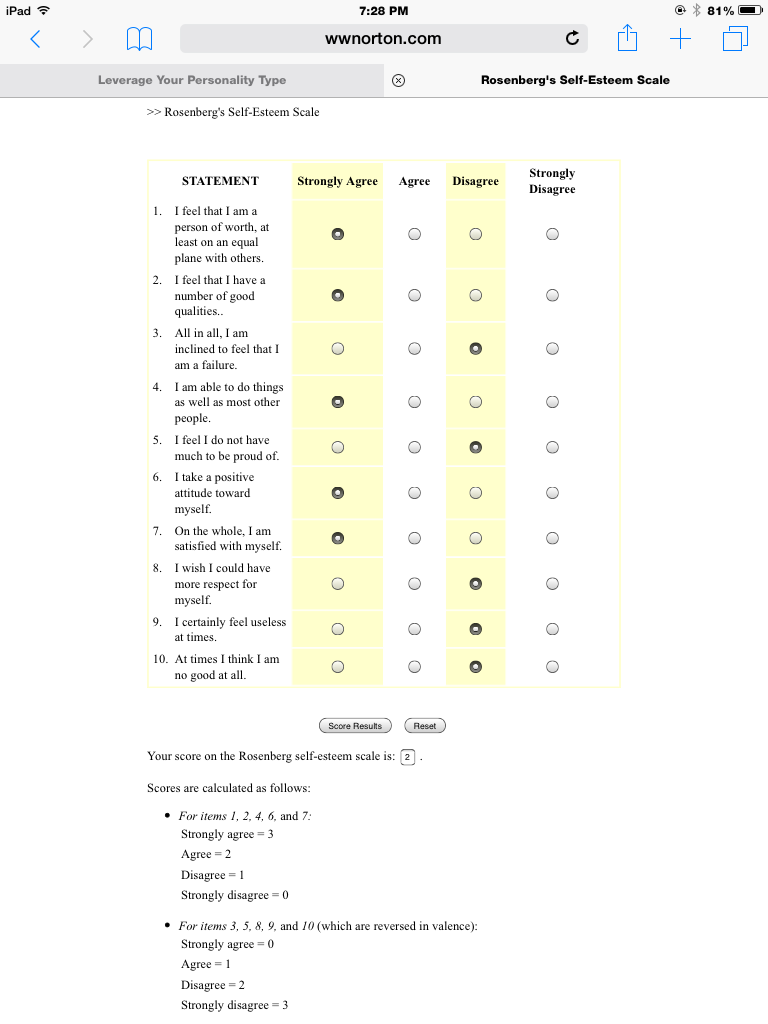 iPad 7:28 PM 81%
wwnorton.com
Leverage Your Personality Type Rosenberg's Self-Esteem Scale
>> Rosenberg's Self-Esteem Scale
STATEMENT Strongly Agree Agree Disagree Strongly Disagree
1. I feel that I am a
person of worth, at
least on an equal
plane with others.
2. I feel that I have a
number of good
qualities..
3. All in all, I am
inclined to feel that I
am a failure.
4. I am able to do things
as well as most other
people.
5. I feel I do not have
much to be proud of.
6. I take a positive
attitude toward
myself.
7. On the whole, I am
satisfied with myself.
8. I wish I could have
more respect for
myself.
9. I certainly feel useless
at times.
10. At times I think I am
no good at all.
Score Results Reset
Your score on the Rosenberg self-esteem scale is: 2 .
Scores are calculated as follows:
• For items 1, 2, 4, 6, and 7:
Strongly agree = 3
Agree = 2
Disagree = 1
Strongly disagree = 0
• For items 3, 5, 8, 9, and 10 (which are reversed in valence):
Strongly agree = 0
Agree = 1
Disagree = 2
Strongly disagree = 3